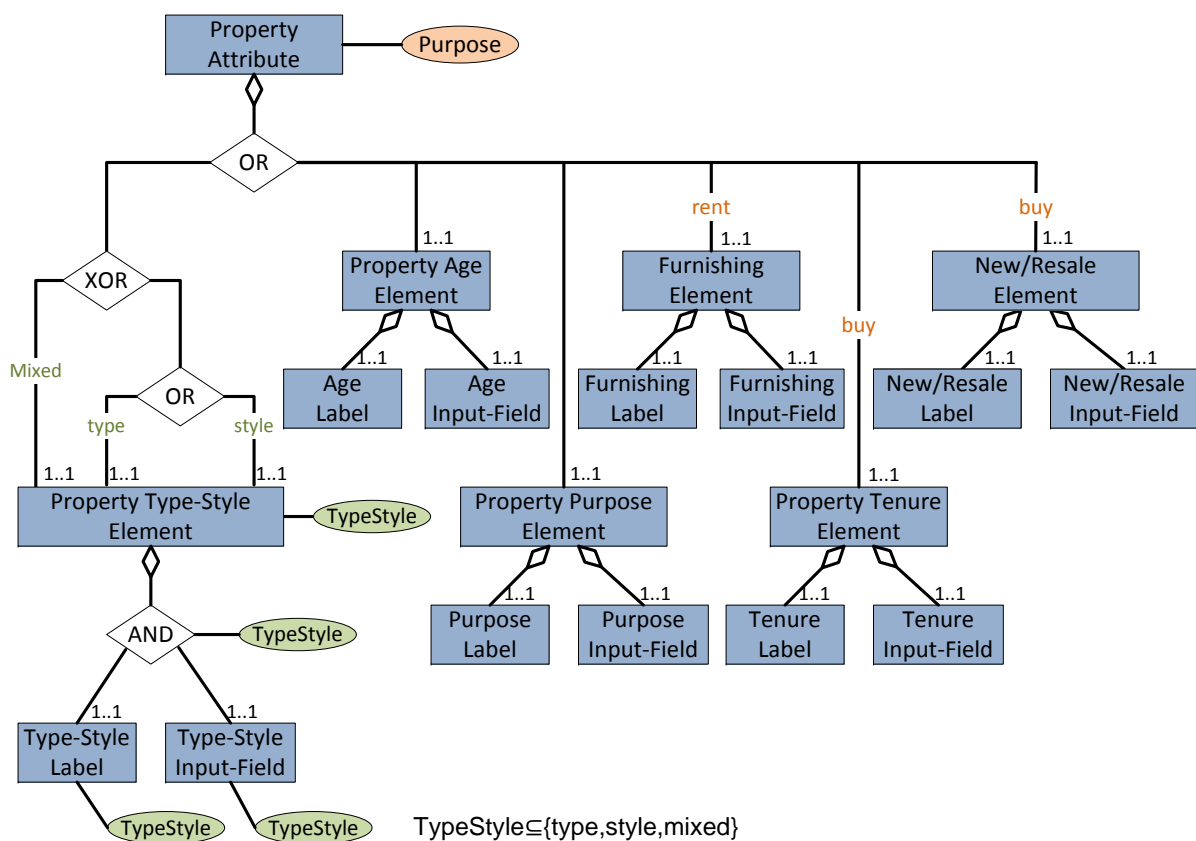 Property
Attribute
Purpose
OR
rent
buy
1..1
1..1
1..1
XOR
Property Age
Element
Furnishing
Element
New/Resale
Element
buy
Mixed
1..1
1..1
1..1
1..1
1..1
1..1
Age
Label
Age
Input-Field
Furnishing
Label
Furnishing
Input-Field
New/Resale
Label
New/Resale
Input-Field
OR
type
style
1..1
1..1
1..1
1..1
1..1
Property Type-Style
Element
TypeStyle
Property Purpose
Element
Property Tenure
Element
1..1
1..1
1..1
1..1
Purpose
Label
Purpose
Input-Field
Tenure
Label
Tenure
Input-Field
AND
TypeStyle
1..1
1..1
Type-Style
Label
Type-Style
Input-Field
TypeStyle
TypeStyle
TypeStyle⊆{type,style,mixed}